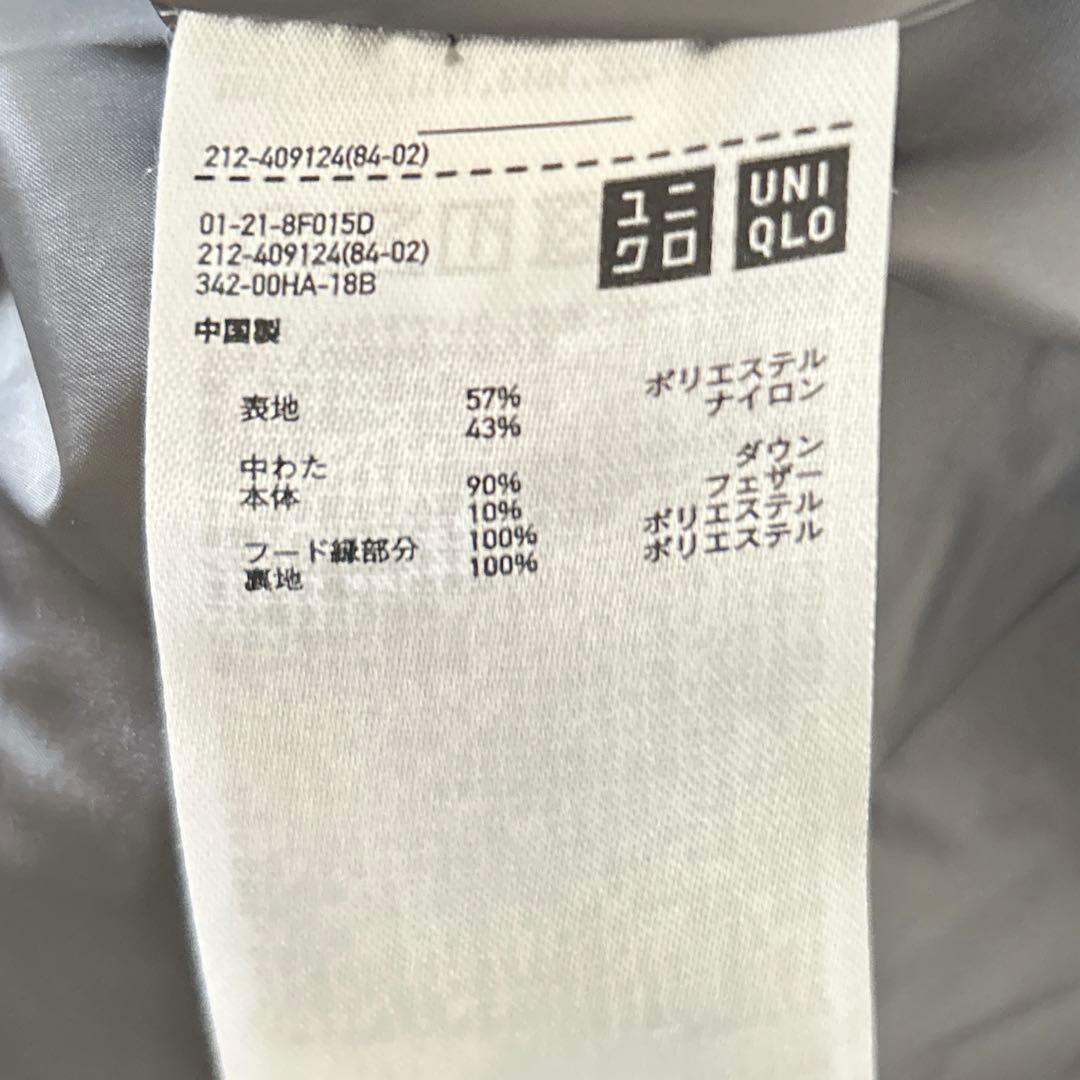 212-409124(84-02)
ユニ
クロ
UNI
QLO
01-21-8F015D
212-409124(84-02)
342-00HA-18B
中国製
表地 57% ポリエステル
43% ナイロン
中わた
本体 90% ダウン
10% フェザー
フード縁部分 100% ポリエステル
裏地 100% ポリエステル